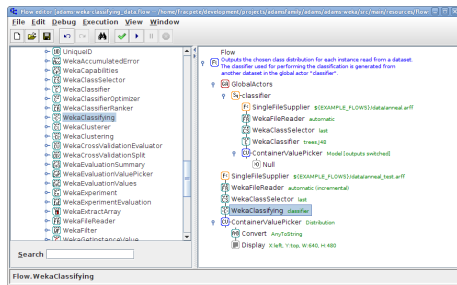 Flow editor [adams-weka-classifying_data.flow - /home/fracpete/development/projects/adamsfamily/adams/adams-weka/src/main/resources/flow]
File Edit Debug Execution View Window
UniqueID
WekaAccumulatedError
WekaCapabilities
WekaClassSelector
WekaClassifier
WekaClassifierOptimizer
WekaClassifierRanker
WekaClassifying
WekaClusterer
WekaClustering
WekaCrossValidationEvaluator
WekaCrossValidationSplit
WekaEvaluationSummary
WekaEvaluationValuePicker
WekaEvaluationValues
WekaExperiment
WekaExperimentEvaluation
WekaExtractArray
WekaFileReader
WekaFilter
WekaGetInstanceValue
Search
Flow
Outputs the chosen class distribution for each instance read from a dataset.
The classifier used for performing the classification is generated from
another dataset in the global actor "classifier"
GlobalActors
classifier
SingleFileSupplier ${EXAMPLE_FLOWS}/data/anneal.arff
WekaFileReader automatic
WekaClassSelector last
WekaClassifier trees.J48
ContainerValuePicker Model [outputs switched]
Null
SingleFileSupplier ${EXAMPLE_FLOWS}/data/anneal_test.arff
WekaFileReader automatic (incremental)
WekaClassSelector last
WekaClassifying classifier
ContainerValuePicker Distribution
Convert AnyToString
Display X:left, Y:top, W:640, H:480
Flow.WekaClassifying